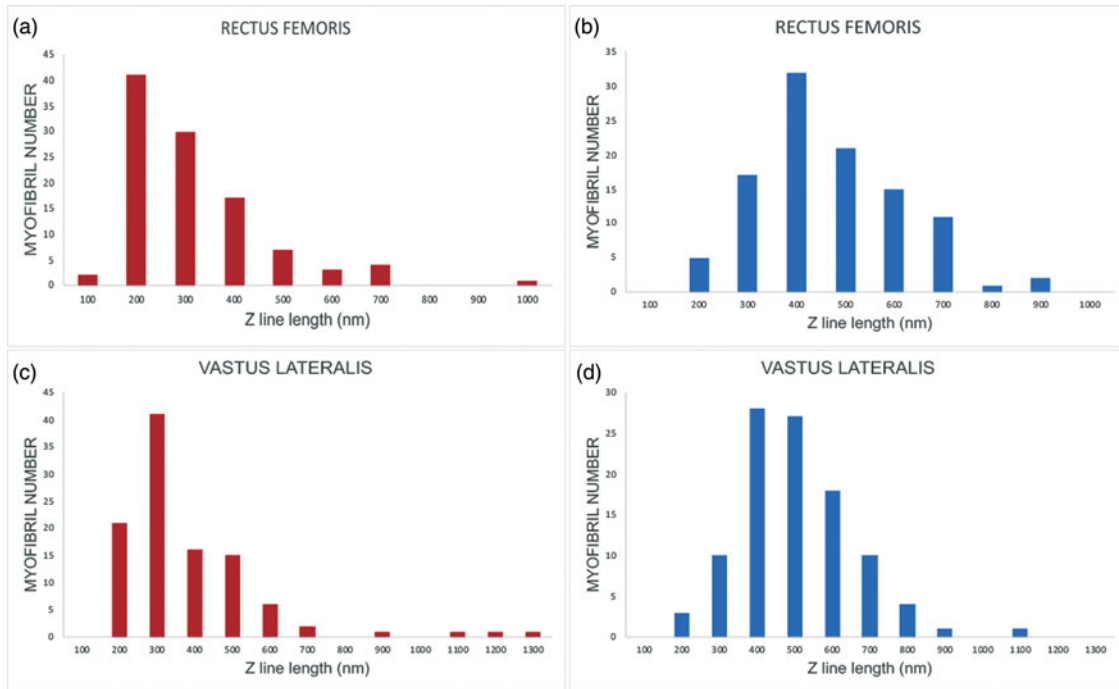 (a)
RECTUS FEMORIS
MYOFIBRIL NUMBER
45
40
35
30
25
20
15
10
5
0
100 200 300 400 500 600 700 800 900 1000
Z line length (nm)
(b)
RECTUS FEMORIS
MYOFIBRIL NUMBER
35
30
25
20
15
10
5
0
100 200 300 400 500 600 700 800 900 1000
Z line length (nm)
(c)
VASTUS LATERALIS
MYOFIBRIL NUMBER
45
40
35
30
25
20
15
10
5
0
100 200 300 400 500 600 700 800 900 1000 1100 1200 1300
Z line length (nm)
(d)
VASTUS LATERALIS
MYOFIBRIL NUMBER
30
25
20
15
10
5
0
100 200 300 400 500 600 700 800 900 1000 1100 1200 1300
Z line length (nm)